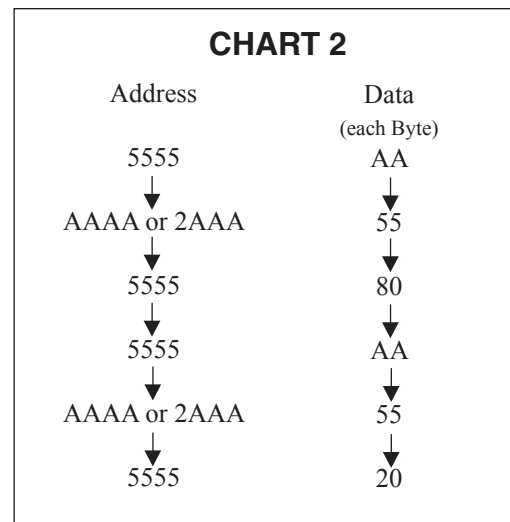 CHART 2
Address Data
(each Byte)
5555 AA
AAAA or 2AAA 55
5555 80
5555 AA
AAAA or 2AAA 55
5555 20